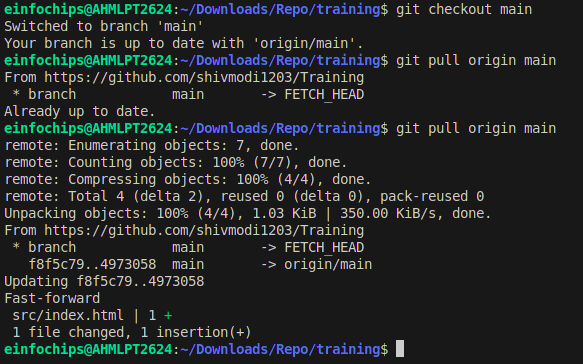 einfochips@AHMLPT2624:~/Downloads/Repo/training$ git checkout main
Switched to branch 'main'
Your branch is up to date with 'origin/main'.
einfochips@AHMLPT2624:~/Downloads/Repo/training$ git pull origin main
From https://github.com/shivmodi1203/Training
 * branch            main       -> FETCH_HEAD
Already up to date.
einfochips@AHMLPT2624:~/Downloads/Repo/training$ git pull origin main
remote: Enumerating objects: 7, done.
remote: Counting objects: 100% (7/7), done.
remote: Compressing objects: 100% (4/4), done.
remote: Total 4 (delta 2), reused 0 (delta 0), pack-reused 0
Unpacking objects: 100% (4/4), 1.03 KiB | 350.00 KiB/s, done.
From https://github.com/shivmodi1203/Training
 * branch            main       -> FETCH_HEAD
   f8f5c79..4973058  main       -> origin/main
Updating f8f5c79..4973058
Fast-forward
 src/index.html | 1 +
 1 file changed, 1 insertion(+)
einfochips@AHMLPT2624:~/Downloads/Repo/training$